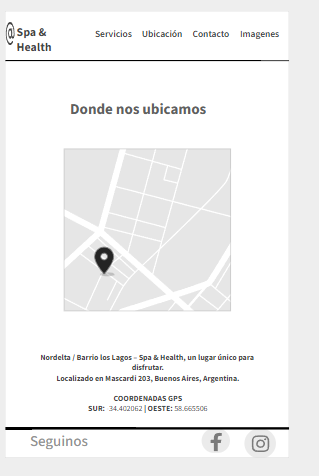 @ Spa &
Health
Servicios Ubicación Contacto Imagenes
Donde nos ubicamos
Nordelta / Barrio los Lagos – Spa & Health, un lugar único para
disfrutar.
Localizado en Mascardi 203, Buenos Aires, Argentina.
COORDENADAS GPS
SUR: -34.402062 | OESTE: 58.665506
Seguinos